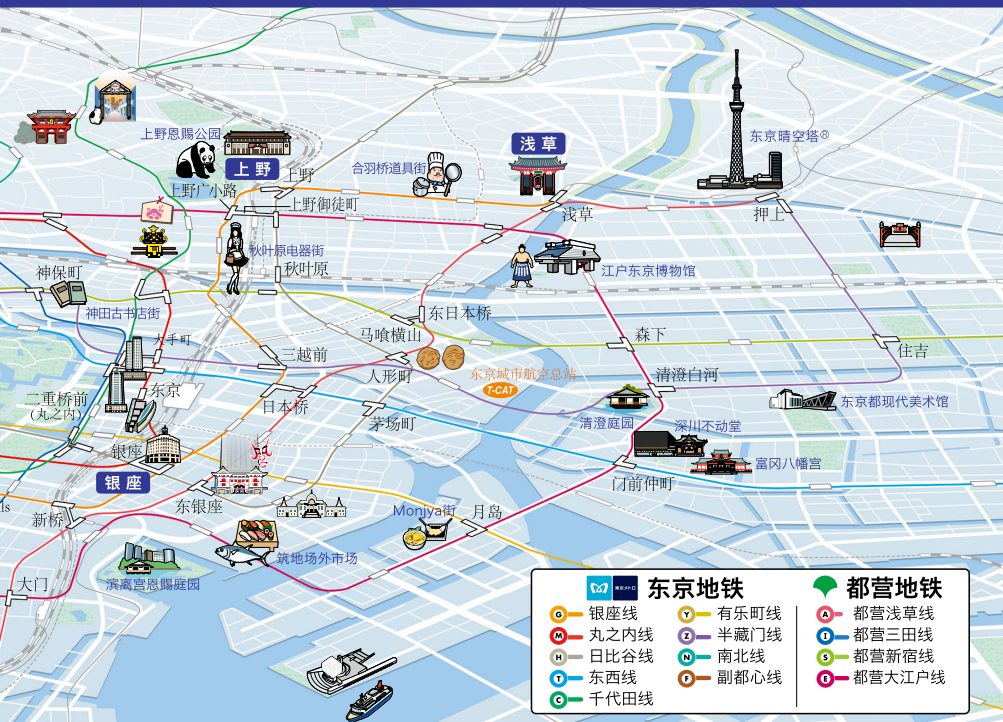 上野恩赐公园
上野
上野
上野广小路
上野御徒町
合羽桥道具街
浅草
浅草
东京晴空塔®
押上
秋叶原电器街
秋叶原
江户东京博物馆
神保町
神田古书店街
大手町
东日本桥
马喰横山
森下
住吉
三越前
人形町
东京城市航空总站
T-CAT
清澄白河
二重桥前
(丸之内)
东京
日本桥
茅场町
清澄庭园
深川不动堂
东京都现代美术馆
银座
银座
富冈八幡宫
门前仲町
东银座
新桥
Monjya街
月岛
筑地场外市场
大门
滨离宫恩赐庭园
东京地铁
都营地铁
G 银座线
M 丸之内线
H 日比谷线
T 东西线
C 千代田线
Y 有乐町线
Z 半藏门线
N 南北线
F 副都心线
A 都营浅草线
I 都营三田线
S 都营新宿线
E 都营大江户线